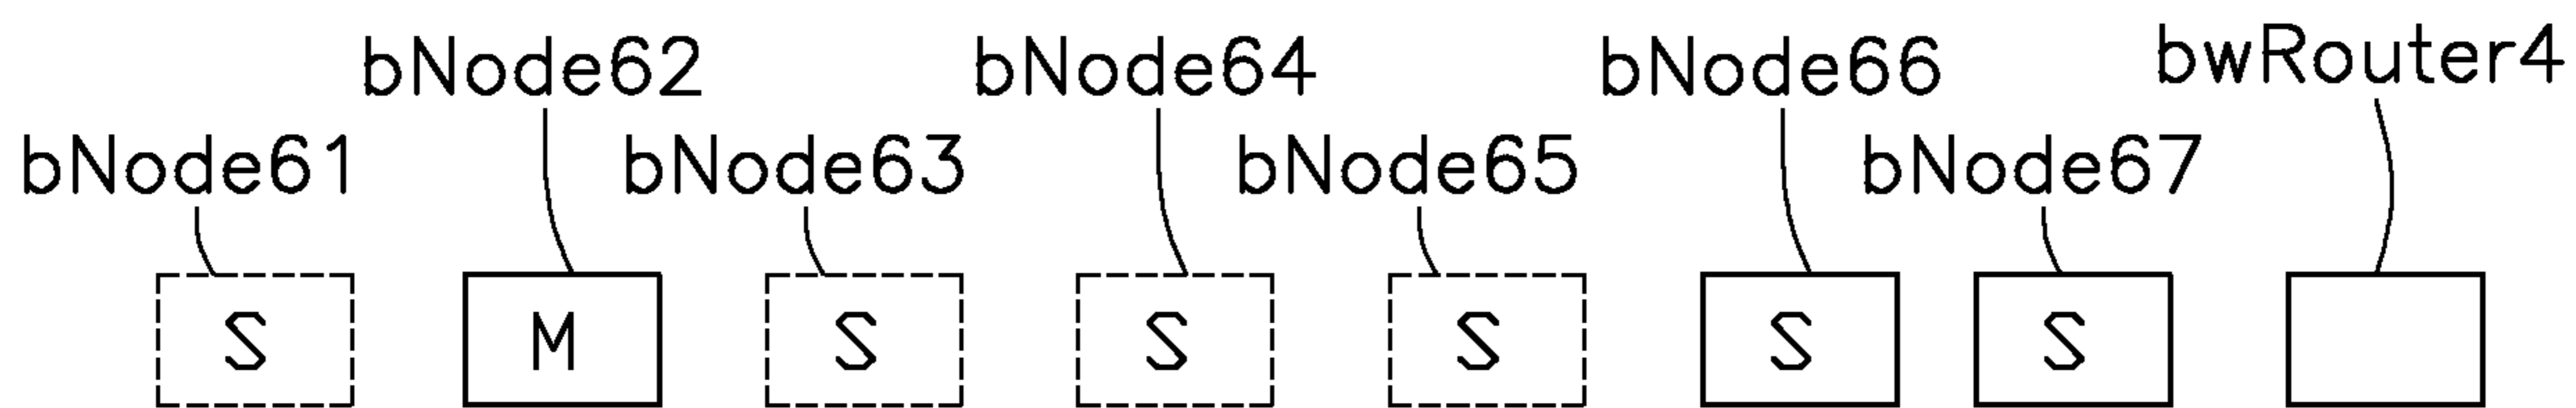 bNode62
bNode64
bNode66
bwRouter4
bNode61
bNode63
bNode65
bNode67
S
M
S
S
S
S
S